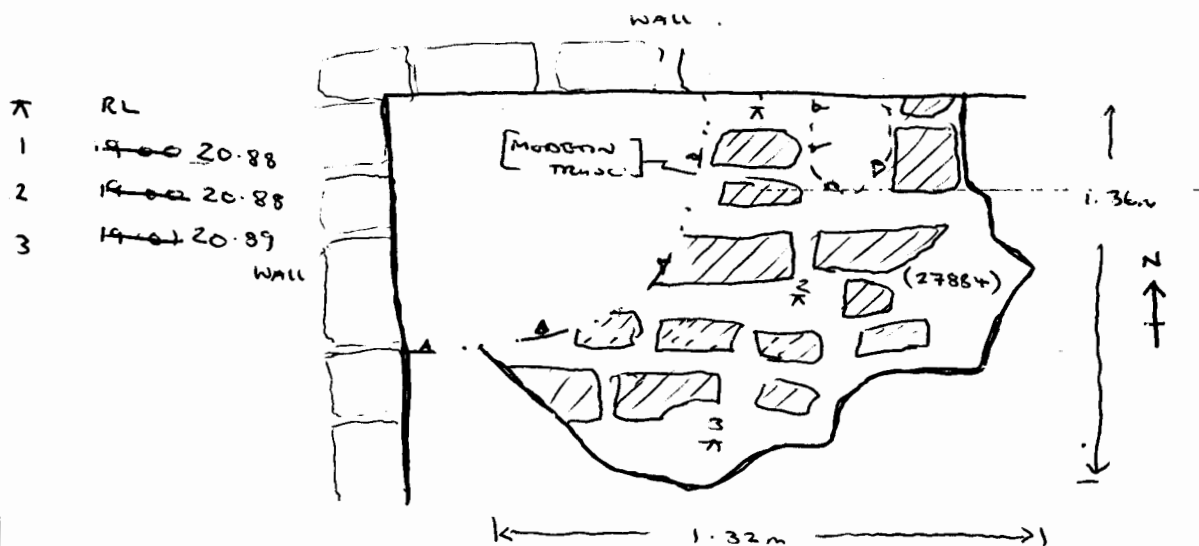 WALL
⊼ RL
1 20.88
2 20.88
3 20.89
WALL
[MODERN
TRUNC.]
⊼
1.36m
N
(27884)
2
⊼
3
⊼
1.32m